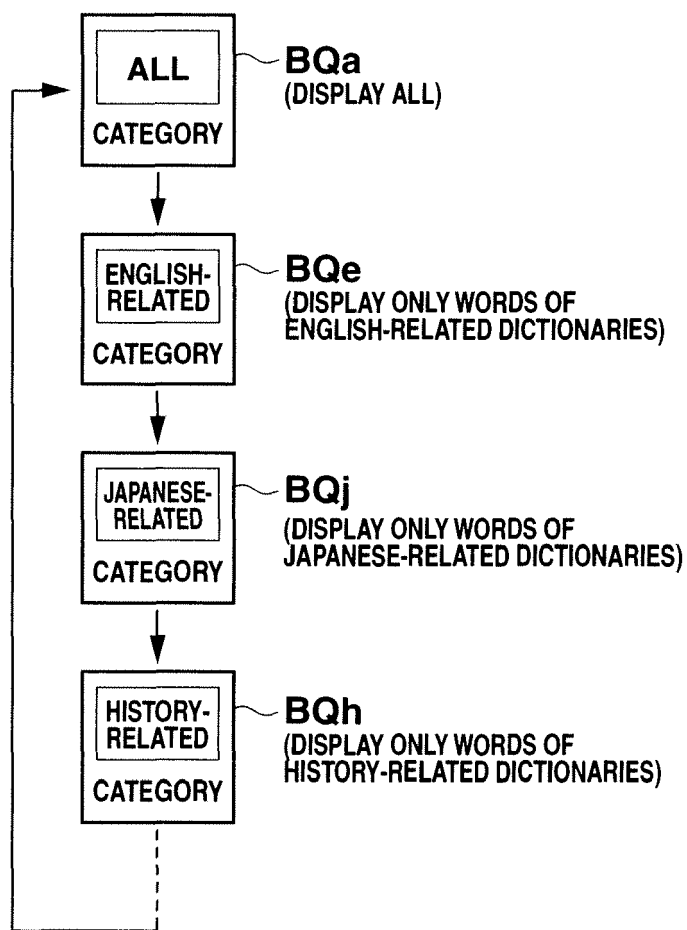 ALL
CATEGORY
BQa
(DISPLAY ALL)
ENGLISH-
RELATED
CATEGORY
BQe
(DISPLAY ONLY WORDS OF
ENGLISH-RELATED DICTIONARIES)
JAPANESE-
RELATED
CATEGORY
BQj
(DISPLAY ONLY WORDS OF
JAPANESE-RELATED DICTIONARIES)
HISTORY-
RELATED
CATEGORY
BQh
(DISPLAY ONLY WORDS OF
HISTORY-RELATED DICTIONARIES)